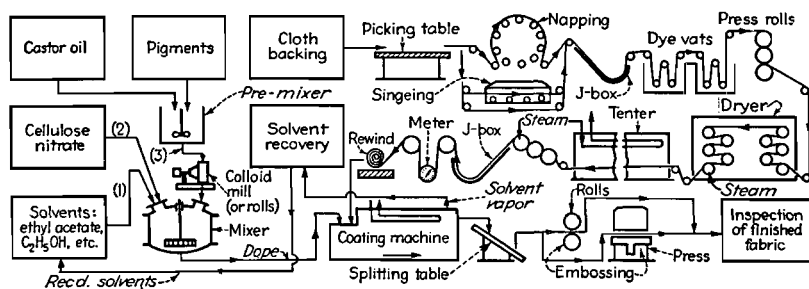 Castor oil
Pigments
Cloth
backing
Picking table
Napping
Press rolls
Dye vats
Singeing
J-box
Pre-mixer
Cellulose
nitrate
(2)
(3)
Solvent
recovery
Rewind
Meter
J-box
Steam
Tenter
Dryer
Colloid
mill
(or rolls)
(1)
Solvents:
ethyl acetate,
C₂H₅OH, etc.
Mixer
Solvent
vapor
Rolls
Steam
Dope
Coating machine
Splitting table
Embossing
Press
Inspection
of finished
fabric
Recd. solvents